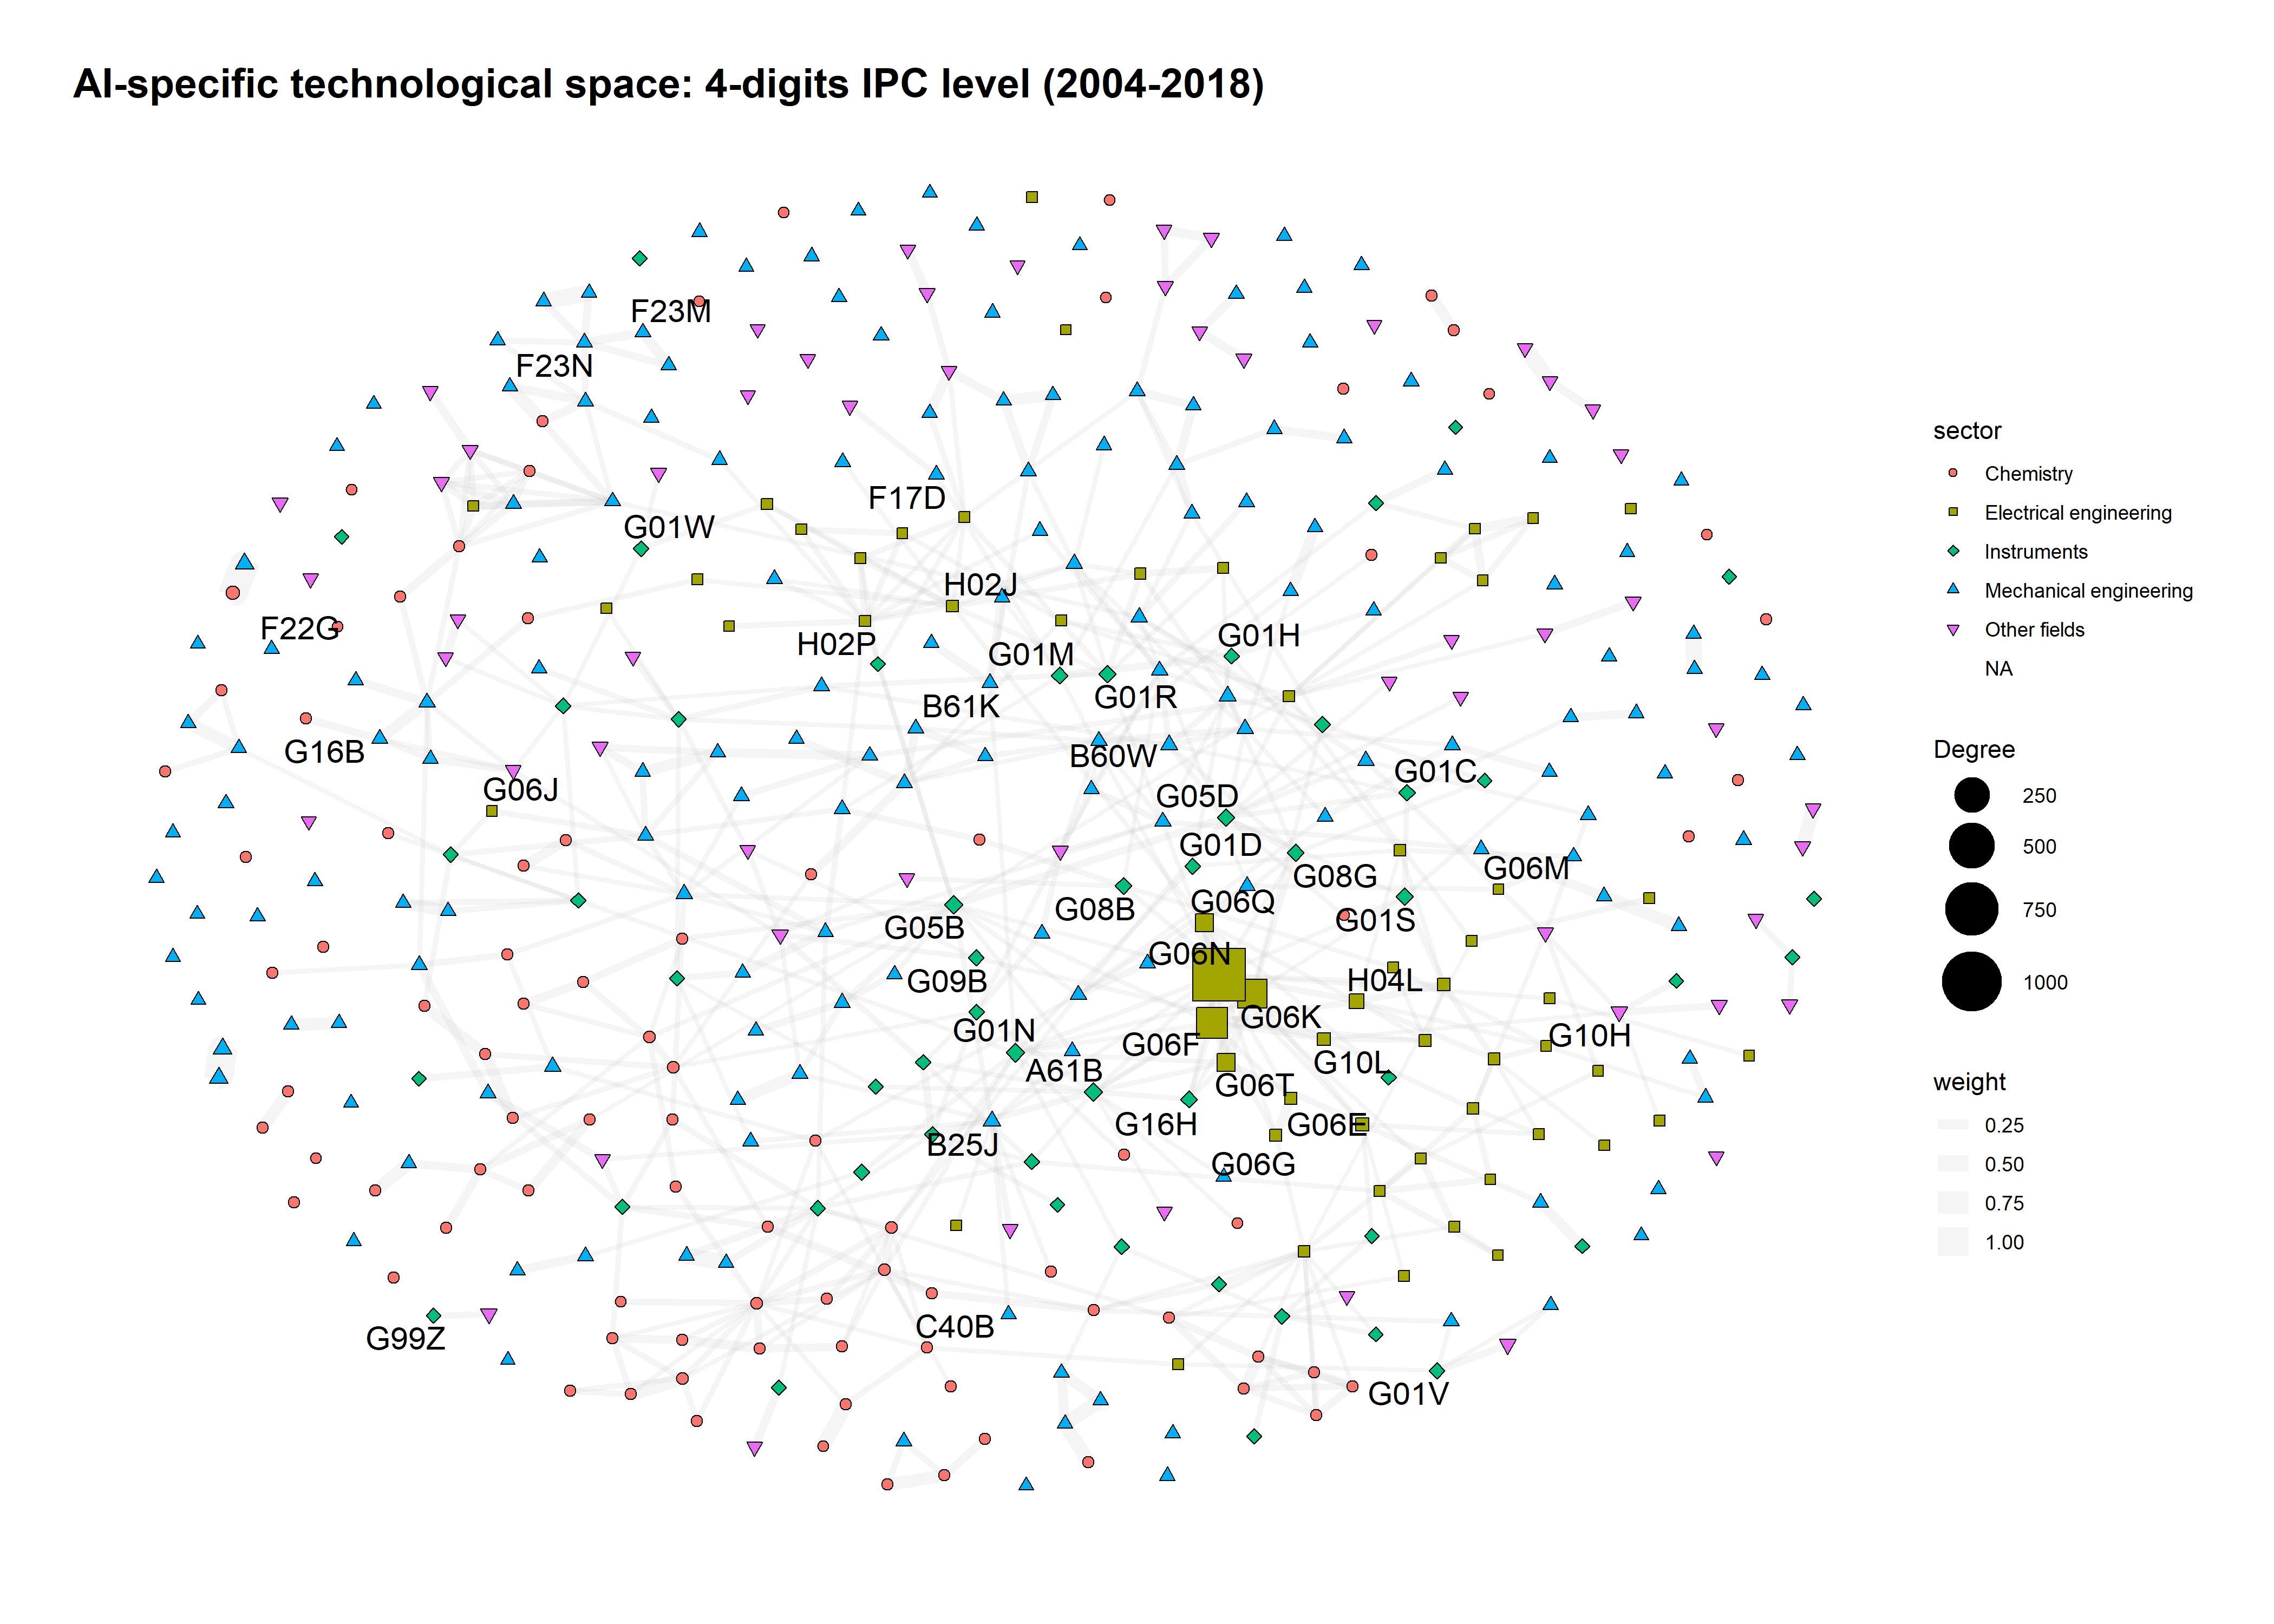 AI-specific technological space: 4-digits IPC level (2004-2018)
F23M
F23N
F17D
G01W
H02J
F22G
H02P
G01M
G01H
G01R
B61K
G16B
B60W
G01C
G06J
G05D
G01D
G06M
G08G
G06Q
G08B
G05B
G01S
G06N
G09B
H04L
G06K
G01N
G06F
G10H
G10L
A61B
G06T
G16H
G06E
B25J
G06G
C40B
G99Z
G01V
sector
Chemistry
Electrical engineering
Instruments
Mechanical engineering
Other fields
NA
Degree
250
500
750
1000
weight
0.25
0.50
0.75
1.00